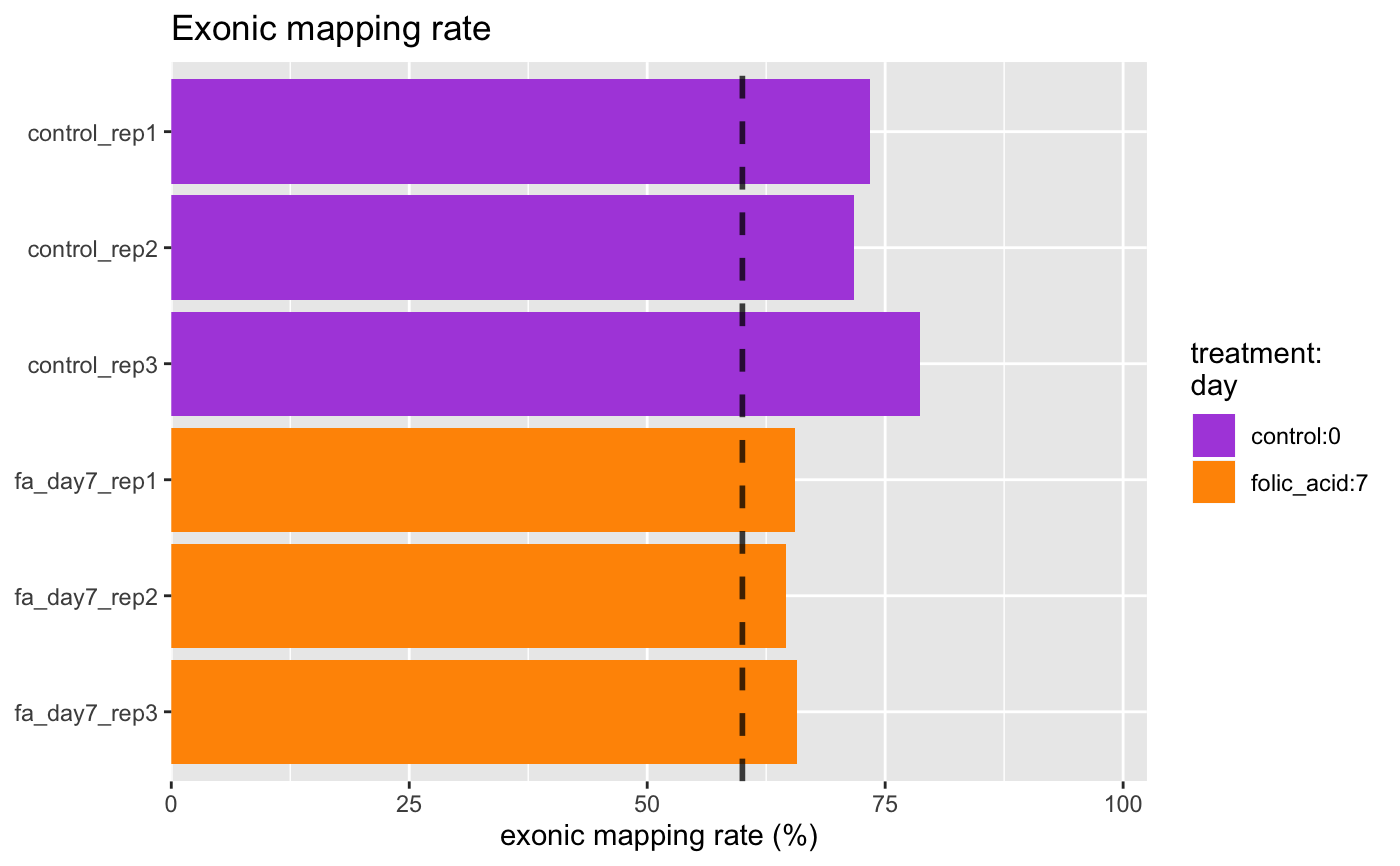 Exonic mapping rate
control_rep1
control_rep2
control_rep3
fa_day7_rep1
fa_day7_rep2
fa_day7_rep3
0 25 50 75 100
exonic mapping rate (%)
treatment:
day
control:0
folic_acid:7